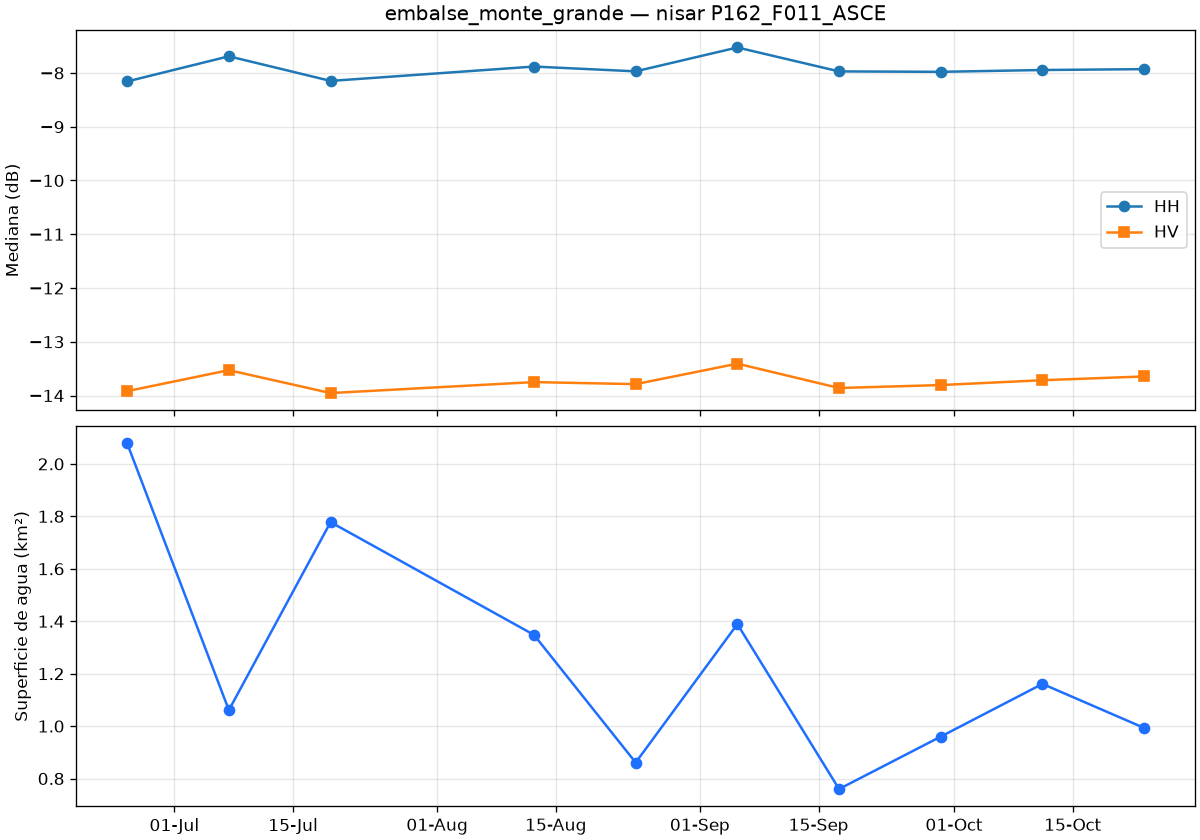 embalse_monte_grande — nisar P162_F011_ASCE
Mediana (dB)
−8
−9
−10
−11
−12
−13
−14
HH
HV
Superficie de agua (km²)
2.0
1.8
1.6
1.4
1.2
1.0
0.8
01-Jul 15-Jul 01-Aug 15-Aug 01-Sep 15-Sep 01-Oct 15-Oct